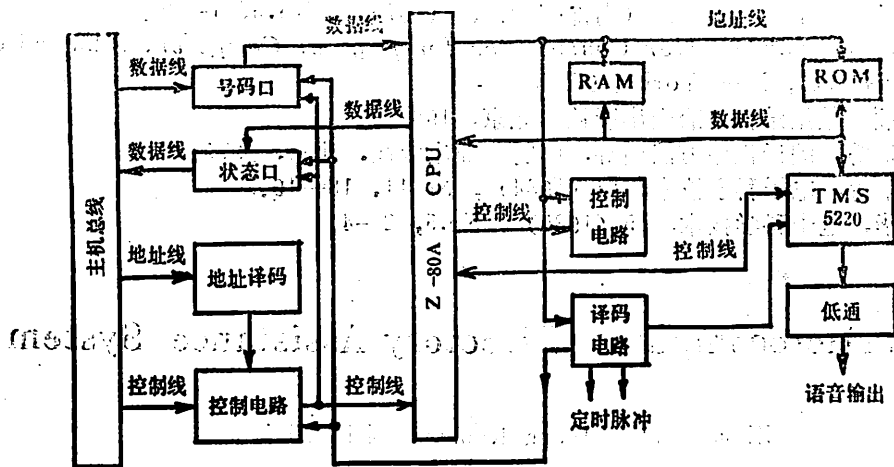 数据线
地址线
数据线
号码口
RAM
ROM
数据线
数据线
数据线
状态口
Z-80A CPU
控制线
控制
电路
TMS
5220
主机总线
地址线
地址译码
控制线
译码
电路
低通
控制线
控制电路
控制线
定时脉冲
语音输出